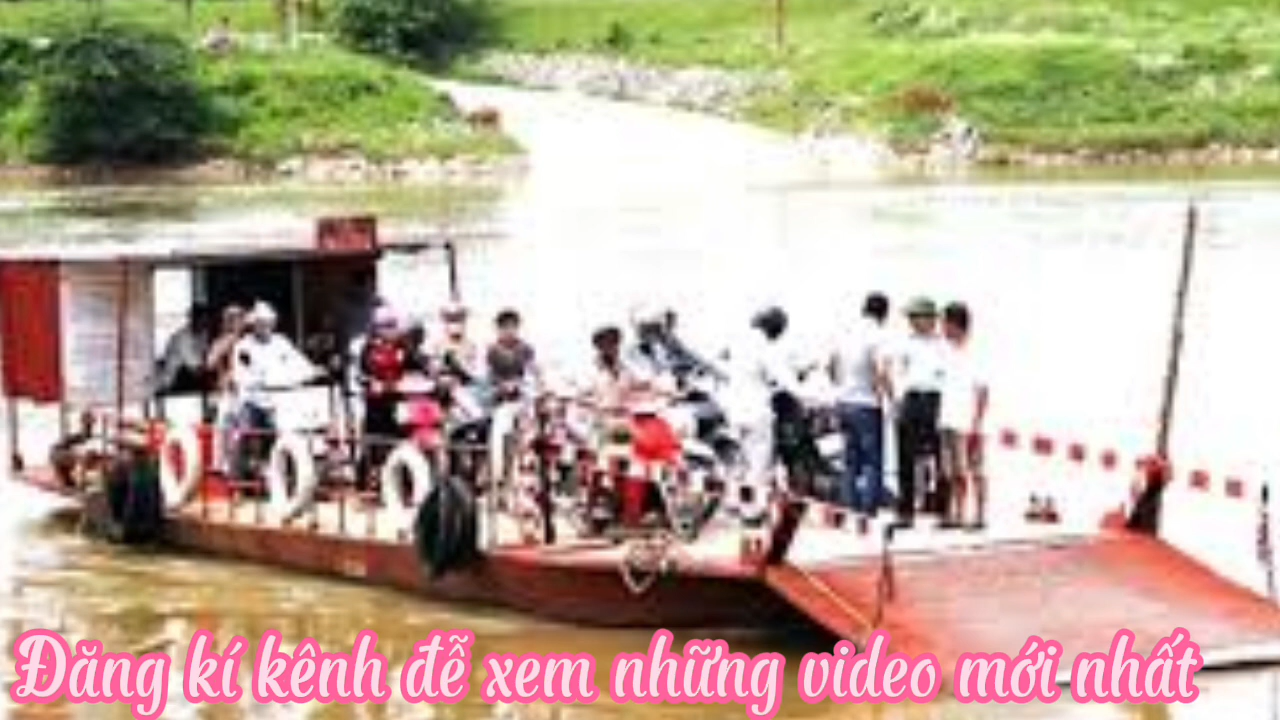 Đăng kí kênh đễ xem những video mới nhất